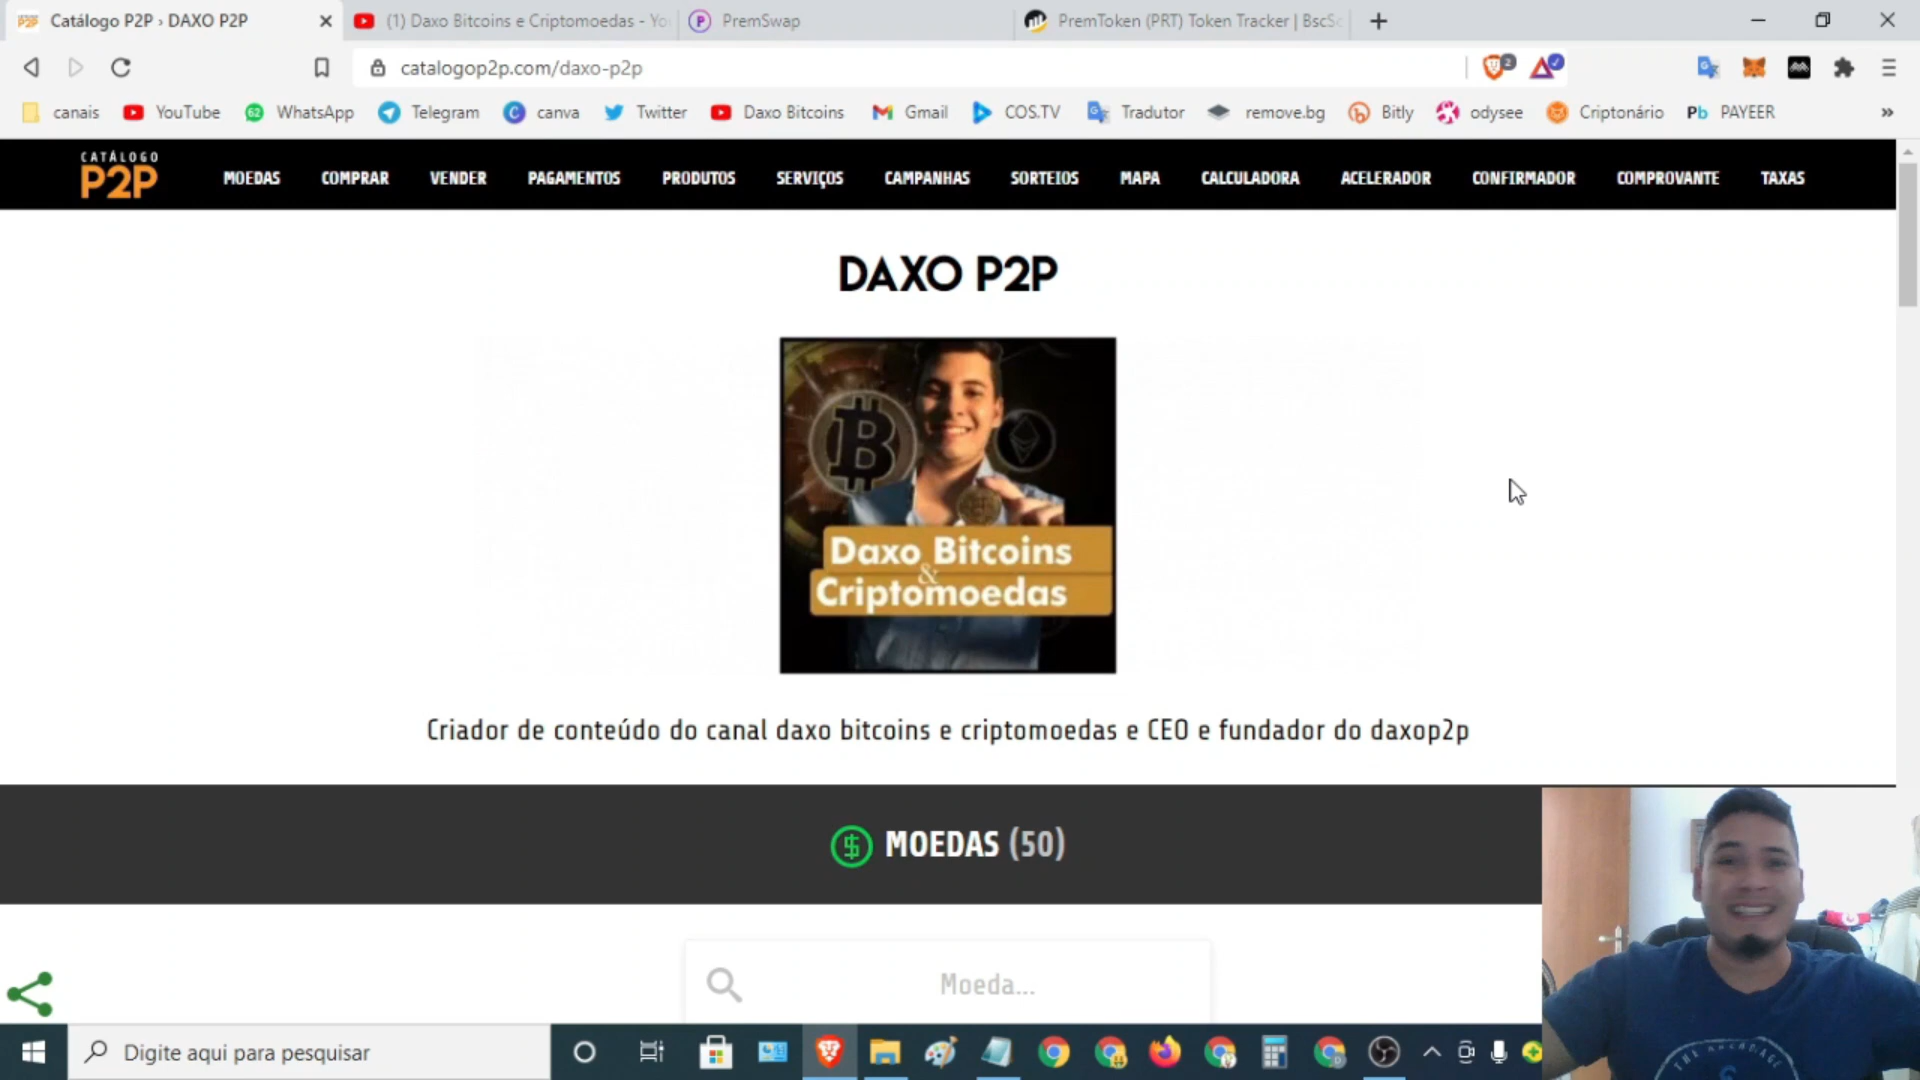 Catálogo P2P › DAXO P2P
(1) Daxo Bitcoins e Criptomoedas - Yo
PremSwap
PremToken (PRT) Token Tracker | BscSc
catalogop2p.com/daxo-p2p
2
canais
YouTube
62
WhatsApp
Telegram
canva
Twitter
Daxo Bitcoins
Gmail
COS.TV
Tradutor
remove.bg
Bitly
odysee
Criptonário
Pb PAYEER
»
CATÁLOGO
P2P
MOEDAS
COMPRAR
VENDER
PAGAMENTOS
PRODUTOS
SERVIÇOS
CAMPANHAS
SORTEIOS
MAPA
CALCULADORA
ACELERADOR
CONFIRMADOR
COMPROVANTE
TAXAS
DAXO P2P
Daxo Bitcoins
&
Criptomoedas
Criador de conteúdo do canal daxo bitcoins e criptomoedas e CEO e fundador do daxop2p
MOEDAS (50)
Moeda...
Digite aqui para pesquisar